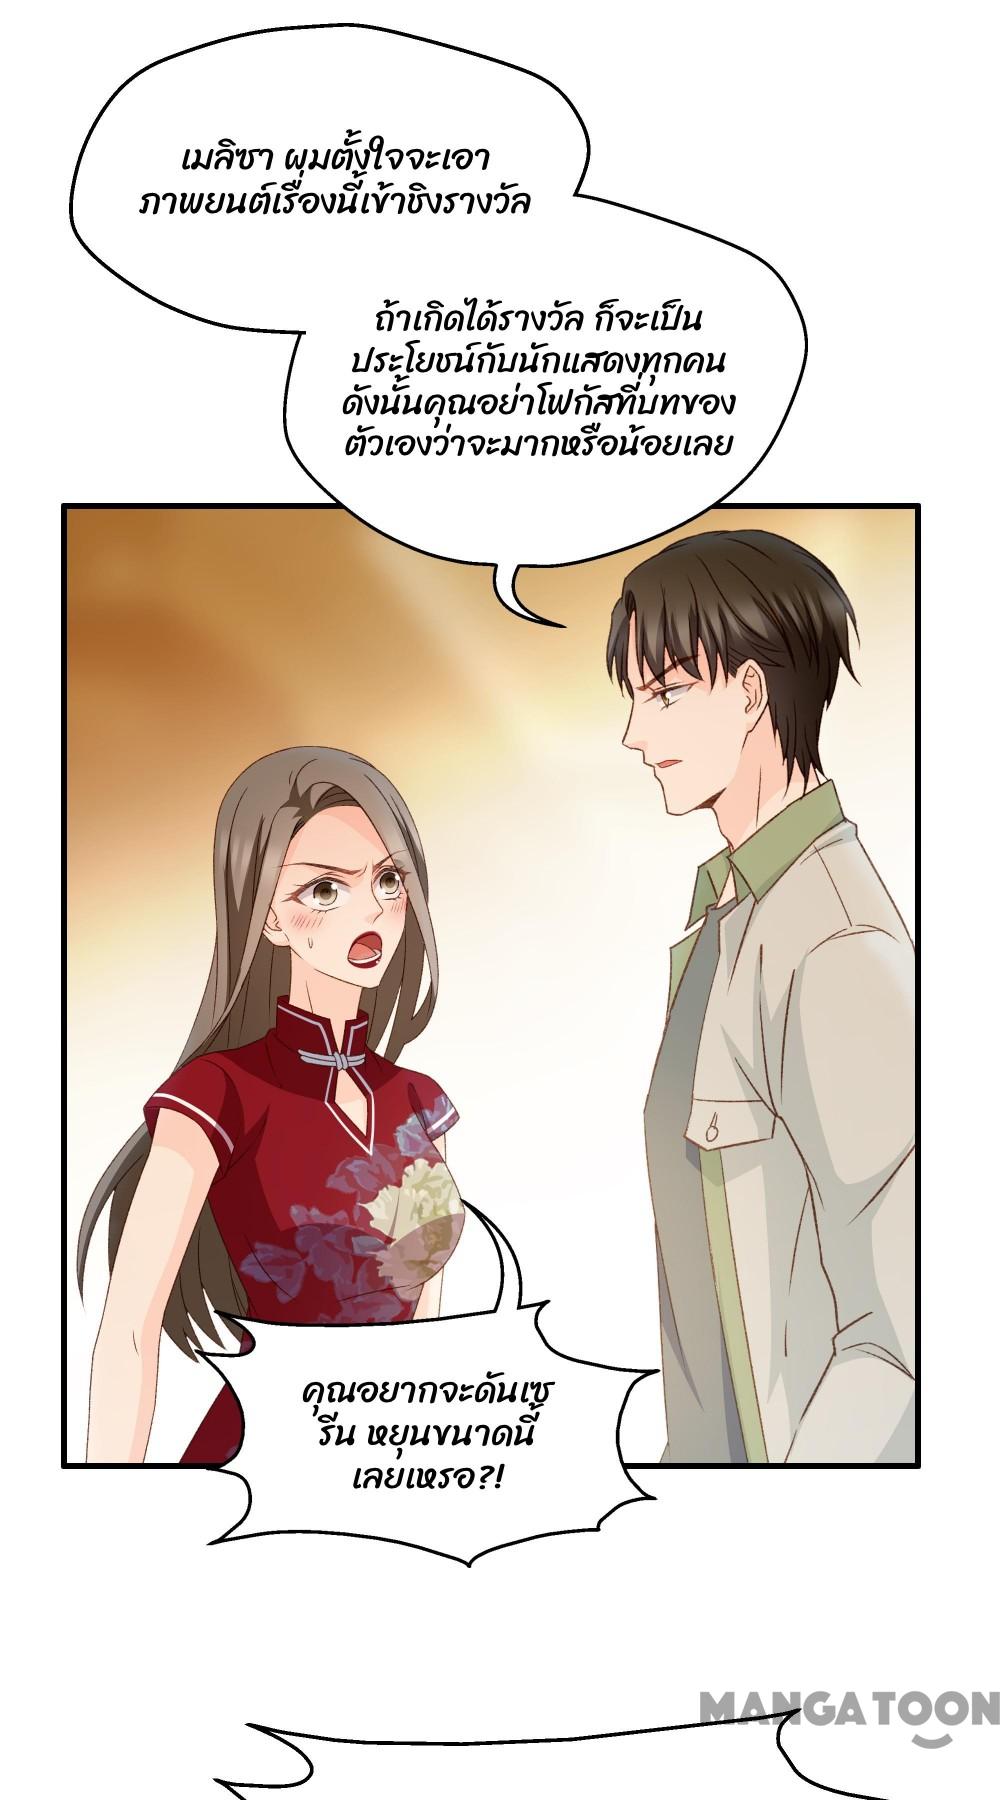 เมลิซา ผมตั้งใจจะเอา
ภาพยนต์เรื่องนี้เข้าชิงรางวัล
ถ้าเกิดได้รางวัล ก็จะเป็น
ประโยชน์กับนักแสดงทุกคน
ดังนั้นคุณอย่าโฟกัสที่บทของ
ตัวเองว่าจะมากหรือน้อยเลย
คุณอยากจะดันเซ
รีน หยุนขนาดนี้
เลยเหรอ?!
MANGATOON